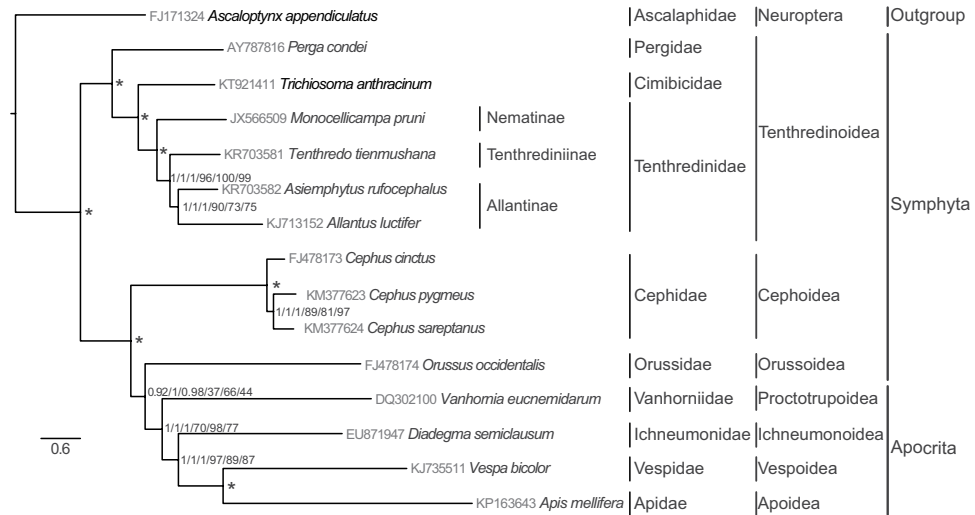 FJ171324 Ascaloptynx appendiculatus Ascalaphidae Neuroptera Outgroup
AY787816 Perga condei Pergidae
*
KT921411 Trichiosoma anthracinum Cimbicidae
*
JX566509 Monocellicampa pruni Nematinae
Tenthredinoidea
*
KR703581 Tenthredo tienmushana Tenthrediniinae
Tenthredinidae
1/1/1/96/100/99
KR703582 Asiemphytus rufocephalus
Allantinae
Symphyta
1/1/1/90/73/75
*
KJ713152 Allantus luctifer
FJ478173 Cephus cinctus
*
KM377623 Cephus pygmeus Cephidae Cephoidea
1/1/1/89/81/97
KM377624 Cephus sareptanus
*
FJ478174 Orussus occidentalis Orussidae Orussoidea
0.92/1/0.98/37/66/44
DQ302100 Vanhornia eucnemidarum Vanhorniidae Proctotrupoidea
1/1/1/70/98/77
EU871947 Diadegma semiclausum Ichneumonidae Ichneumonoidea
Apocrita
0.6
1/1/1/97/89/87
KJ735511 Vespa bicolor Vespidae Vespoidea
*
KP163643 Apis mellifera Apidae Apoidea